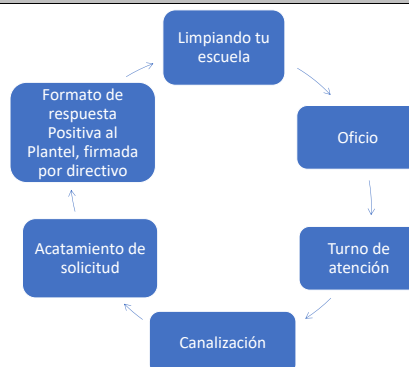 Limpiando tu
escuela
Oficio
Turno de
atención
Canalización
Acatamiento de
solicitud
Formato de
respuesta
Positiva al
Plantel, firmada
por directivo